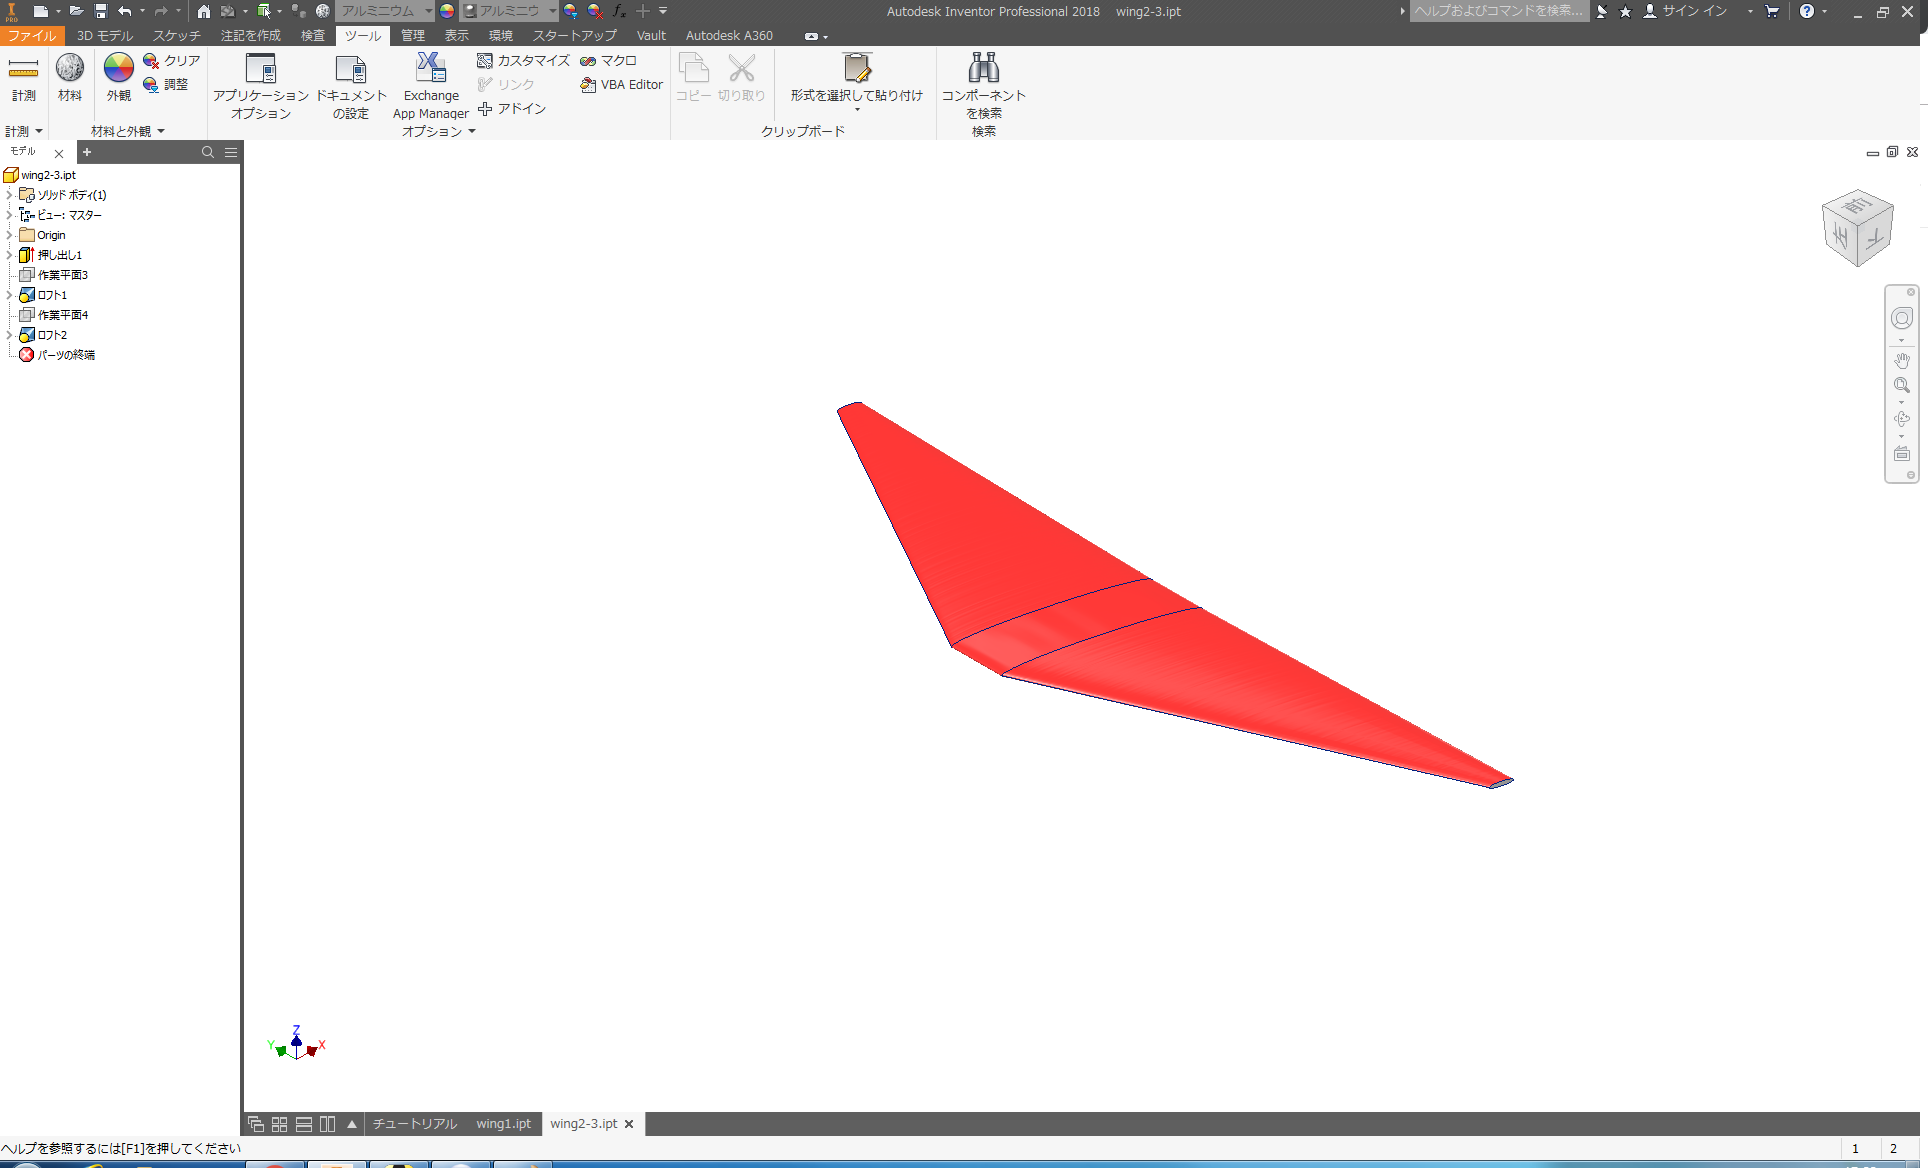 I PRO アルミニウム アルミニウ fx Autodesk Inventor Professional 2018 wing2-3.ipt ヘルプおよびコマンドを検索... サイン イン ?
ファイル 3D モデル スケッチ 注記を作成 検査 ツール 管理 表示 環境 スタートアップ Vault Autodesk A360
計測
材料
外観
クリア
調整
アプリケーション
オプション
ドキュメント
の設定
Exchange
App Manager
カスタマイズ
リンク
アドイン
マクロ
VBA Editor
コピー
切り取り
形式を選択して貼り付け
コンポーネント
を検索
計測 材料と外観 オプション クリップボード 検索
モデル
wing2-3.ipt
ソリッド ボディ(1)
ビュー: マスター
Origin
押し出し1
作業平面3
ロフト1
作業平面4
ロフト2
パーツの終端
Z
Y X
チュートリアル wing1.ipt wing2-3.ipt
ヘルプを参照するには[F1]を押してください 1 2